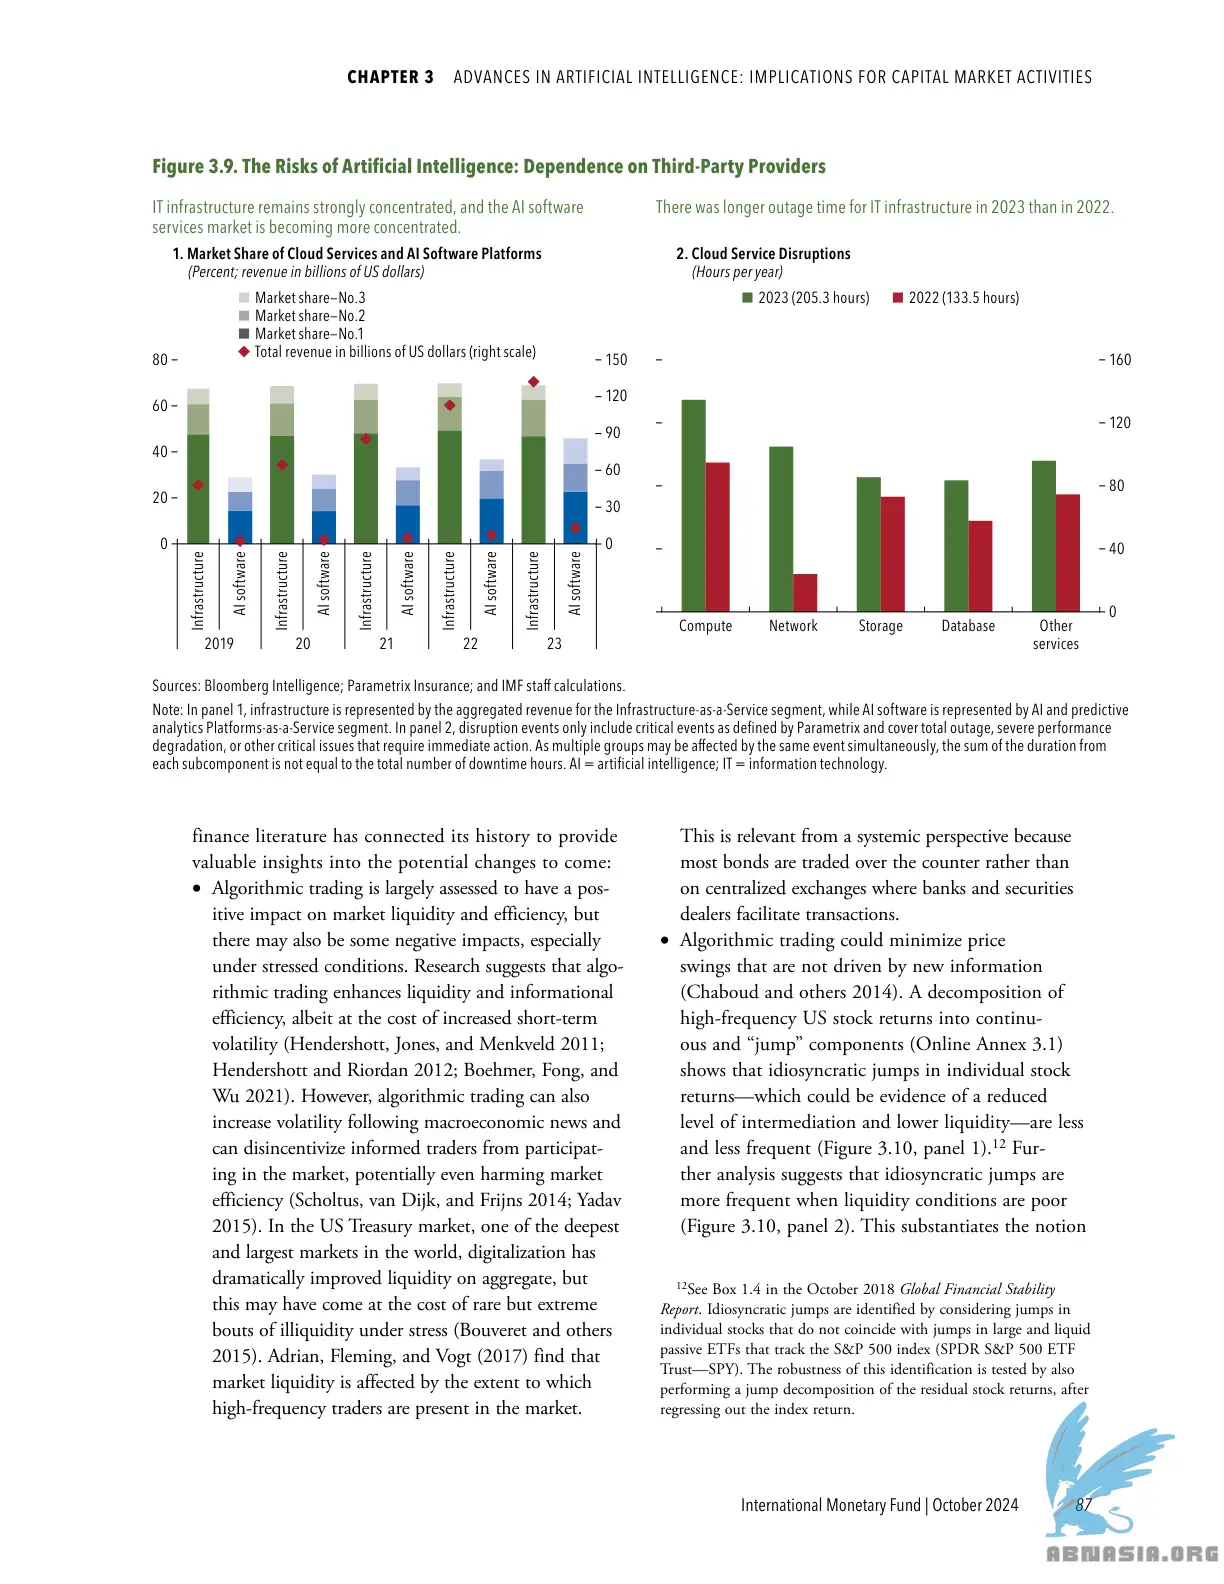 CHAPTER 3 ADVANCES IN ARTIFICIAL INTELLIGENCE: IMPLICATIONS FOR CAPITAL MARKET ACTIVITIES
Figure 3.9. The Risks of Artificial Intelligence: Dependence on Third-Party Providers
IT infrastructure remains strongly concentrated, and the AI software
services market is becoming more concentrated.
1. Market Share of Cloud Services and AI Software Platforms
(Percent; revenue in billions of US dollars)
Market share–No.3
Market share–No.2
Market share–No.1
Total revenue in billions of US dollars (right scale)
80
60
40
20
0
150
120
90
60
30
0
Infrastructure
AI software
Infrastructure
AI software
Infrastructure
AI software
Infrastructure
AI software
Infrastructure
AI software
2019 20 21 22 23
There was longer outage time for IT infrastructure in 2023 than in 2022.
2. Cloud Service Disruptions
(Hours per year)
2023 (205.3 hours) 2022 (133.5 hours)
160
120
80
40
0
Compute Network Storage Database Other
services
Sources: Bloomberg Intelligence; Parametrix Insurance; and IMF staff calculations.
Note: In panel 1, infrastructure is represented by the aggregated revenue for the Infrastructure-as-a-Service segment, while AI software is represented by AI and predictive
analytics Platforms-as-a-Service segment. In panel 2, disruption events only include critical events as defined by Parametrix and cover total outage, severe performance
degradation, or other critical issues that require immediate action. As multiple groups may be affected by the same event simultaneously, the sum of the duration from
each subcomponent is not equal to the total number of downtime hours. AI = artificial intelligence; IT = information technology.
finance literature has connected its history to provide
valuable insights into the potential changes to come:
• Algorithmic trading is largely assessed to have a pos-
itive impact on market liquidity and efficiency, but
there may also be some negative impacts, especially
under stressed conditions. Research suggests that algo-
rithmic trading enhances liquidity and informational
efficiency, albeit at the cost of increased short-term
volatility (Hendershott, Jones, and Menkveld 2011;
Hendershott and Riordan 2012; Boehmer, Fong, and
Wu 2021). However, algorithmic trading can also
increase volatility following macroeconomic news and
can disincentivize informed traders from participat-
ing in the market, potentially even harming market
efficiency (Scholtus, van Dijk, and Frijns 2014; Yadav
2015). In the US Treasury market, one of the deepest
and largest markets in the world, digitalization has
dramatically improved liquidity on aggregate, but
this may have come at the cost of rare but extreme
bouts of illiquidity under stress (Bouveret and others
2015). Adrian, Fleming, and Vogt (2017) find that
market liquidity is affected by the extent to which
high-frequency traders are present in the market.
This is relevant from a systemic perspective because
most bonds are traded over the counter rather than
on centralized exchanges where banks and securities
dealers facilitate transactions.
• Algorithmic trading could minimize price
swings that are not driven by new information
(Chaboud and others 2014). A decomposition of
high-frequency US stock returns into continu-
ous and “jump” components (Online Annex 3.1)
shows that idiosyncratic jumps in individual stock
returns—which could be evidence of a reduced
level of intermediation and lower liquidity—are less
and less frequent (Figure 3.10, panel 1).12 Fur-
ther analysis suggests that idiosyncratic jumps are
more frequent when liquidity conditions are poor
(Figure 3.10, panel 2). This substantiates the notion
12See Box 1.4 in the October 2018 Global Financial Stability
Report. Idiosyncratic jumps are identified by considering jumps in
individual stocks that do not coincide with jumps in large and liquid
passive ETFs that track the S&P 500 index (SPDR S&P 500 ETF
Trust—SPY). The robustness of this identification is tested by also
performing a jump decomposition of the residual stock returns, after
regressing out the index return.
International Monetary Fund | October 2024 87
ABNASIA.ORG